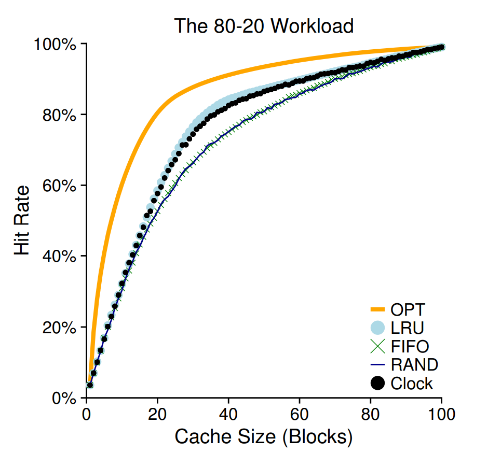 The 80-20 Workload
100%
80%
60%
40%
20%
0%
Hit Rate
0
20
40
60
80
100
Cache Size (Blocks)
OPT
LRU
FIFO
RAND
Clock